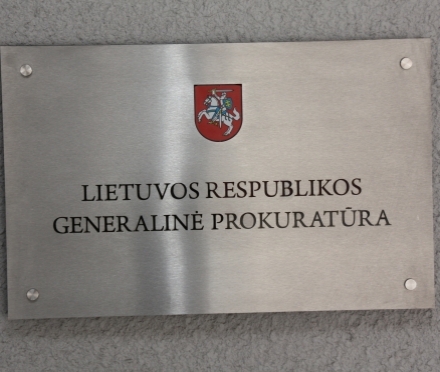 LIETUVOS RESPUBLIKOS
GENERALINĖ PROKURATŪRA